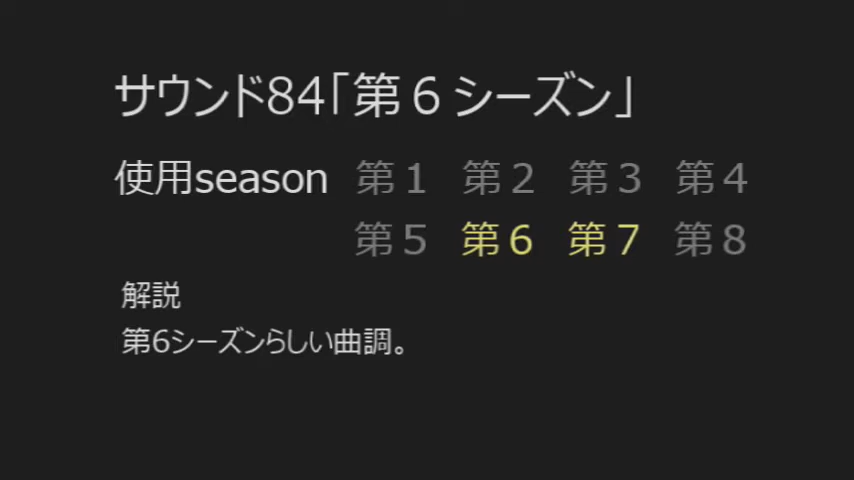 サウンド84「第６シーズン」
使用season 第１ 第２ 第３ 第４
第５ 第６ 第７ 第８
解説
第6シーズンらしい曲調。